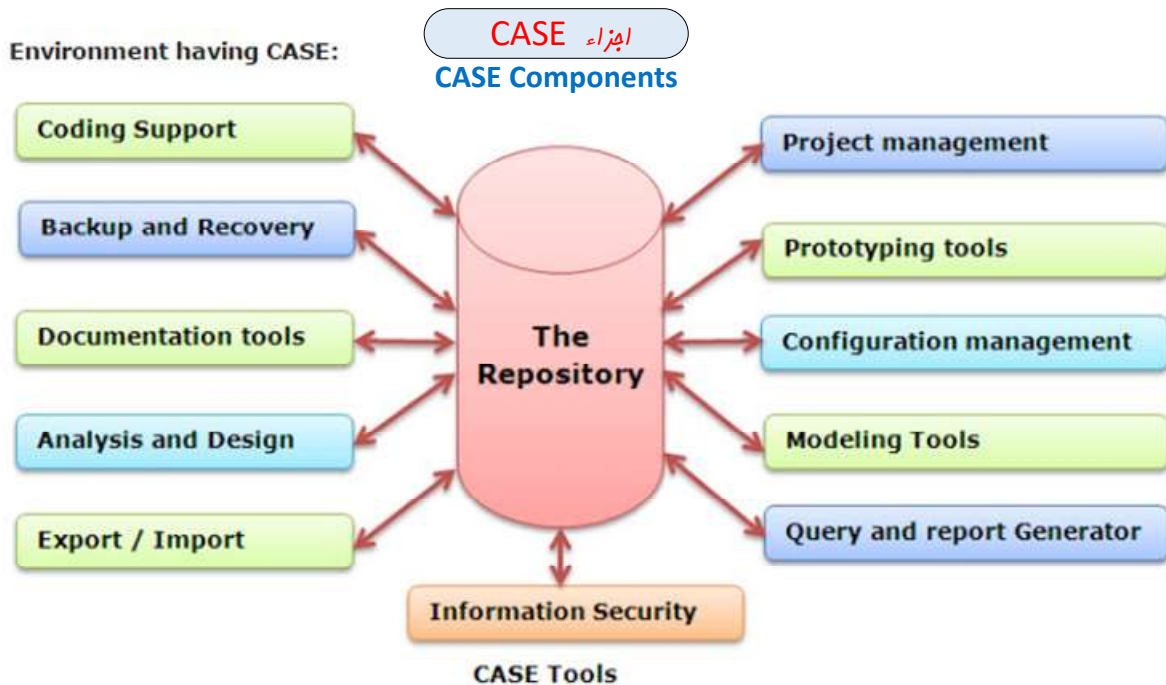 CASE اجزاء
Environment having CASE:
CASE Components
Coding Support
Backup and Recovery
Documentation tools
Analysis and Design
Export / Import
The
Repository
Project management
Prototyping tools
Configuration management
Modeling Tools
Query and report Generator
Information Security
CASE Tools